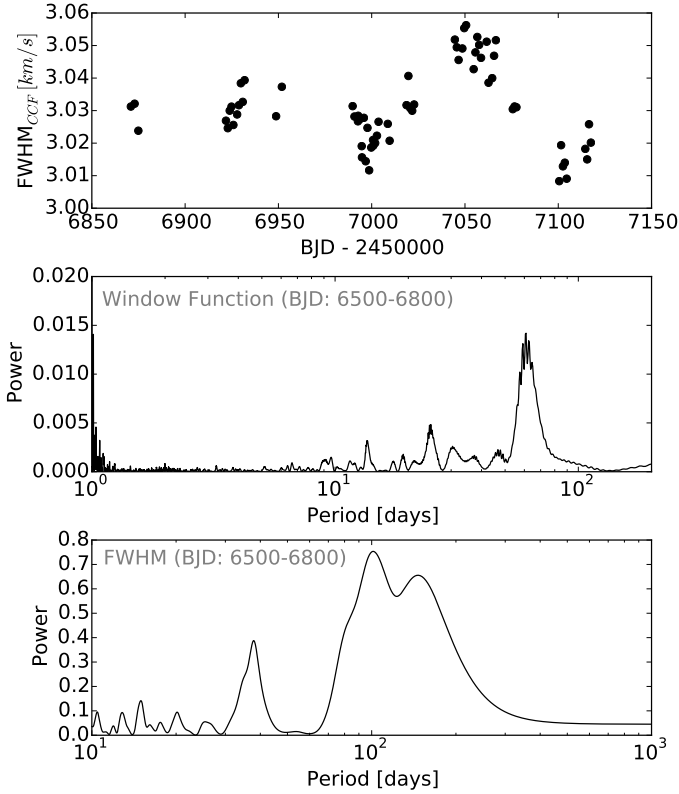 3.06
3.05
3.04
3.03
3.02
3.01
3.00
FWHM_CCF [km/s]
6850 6900 6950 7000 7050 7100 7150
BJD - 2450000
0.020
0.015
0.010
0.005
0.000
Power
Window Function (BJD: 6500-6800)
10^0 10^1 10^2
Period [days]
0.8
0.7
0.6
0.5
0.4
0.3
0.2
0.1
0.0
Power
FWHM (BJD: 6500-6800)
10^1 10^2 10^3
Period [days]